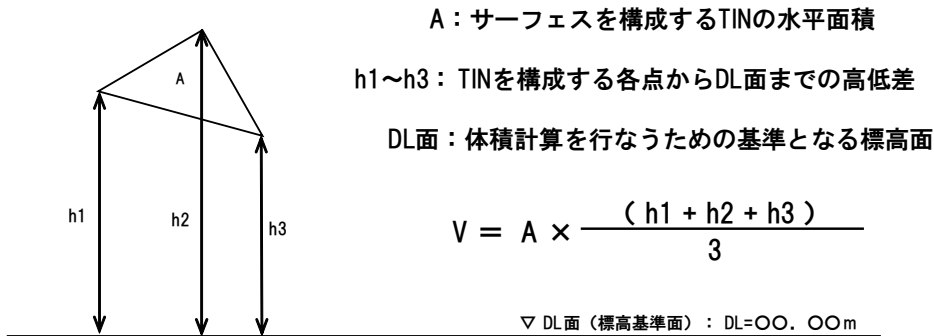 A：サーフェスを構成するTINの水平面積
A
h1～h3： TINを構成する各点からDL面までの高低差
DL面：体積計算を行なうための基準となる標高面
h1
h2
h3
V ＝ A × （ h1 + h2 + h3 ）
3
▽ DL面（標高基準面）： DL=〇〇．〇〇m